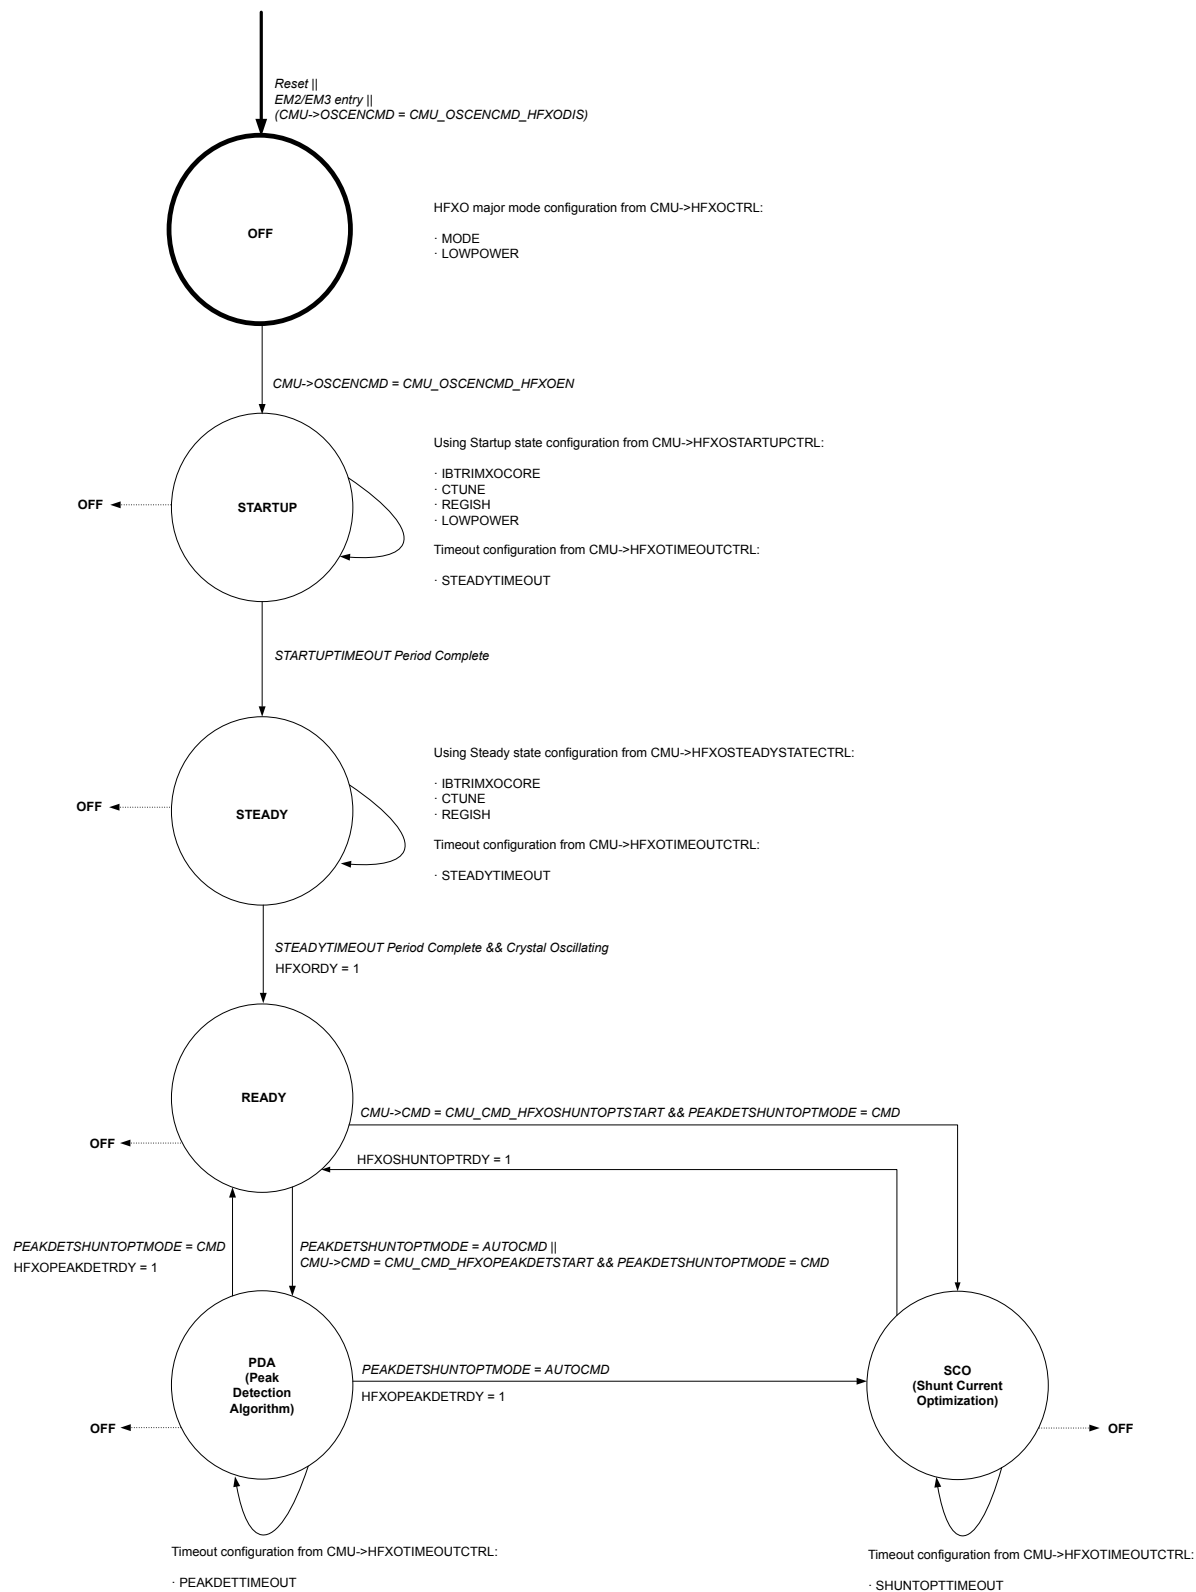 Reset ||
EM2/EM3 entry ||
(CMU->OSCENCMD = CMU_OSCENCMD_HFXODIS)
OFF
HFXO major mode configuration from CMU->HFXOCTRL:
· MODE
· LOWPOWER
CMU->OSCENCMD = CMU_OSCENCMD_HFXOEN
OFF
STARTUP
Using Startup state configuration from CMU->HFXOSTARTUPCTRL:
· IBTRIMXOCORE
· CTUNE
· REGISH
· LOWPOWER
Timeout configuration from CMU->HFXOTIMEOUTCTRL:
· STEADYTIMEOUT
STARTUPTIMEOUT Period Complete
OFF
STEADY
Using Steady state configuration from CMU->HFXOSTEADYSTATECTRL:
· IBTRIMXOCORE
· CTUNE
· REGISH
Timeout configuration from CMU->HFXOTIMEOUTCTRL:
· STEADYTIMEOUT
STEADYTIMEOUT Period Complete && Crystal Oscillating
HFXORDY = 1
READY
OFF
CMU->CMD = CMU_CMD_HFXOSHUNTOPTSTART && PEAKDETSHUNTOPTMODE = CMD
HFXOSHUNTOPTRDY = 1
PEAKDETSHUNTOPTMODE = CMD
HFXOPEAKDETRDY = 1
PEAKDETSHUNTOPTMODE = AUTOCMD ||
CMU->CMD = CMU_CMD_HFXOPEAKDETSTART && PEAKDETSHUNTOPTMODE = CMD
PDA
(Peak
Detection
Algorithm)
OFF
PEAKDETSHUNTOPTMODE = AUTOCMD
HFXOPEAKDETRDY = 1
SCO
(Shunt Current
Optimization)
OFF
Timeout configuration from CMU->HFXOTIMEOUTCTRL:
· PEAKDETTIMEOUT
Timeout configuration from CMU->HFXOTIMEOUTCTRL:
· SHUNTOPTTIMEOUT